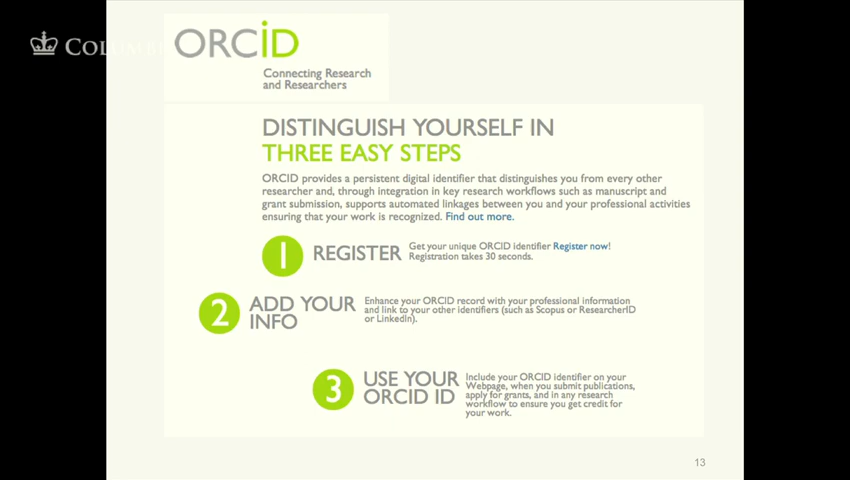 ORCID
Connecting Research
and Researchers
DISTINGUISH YOURSELF IN
THREE EASY STEPS
ORCID provides a persistent digital identifier that distinguishes you from every other
researcher and, through integration in key research workflows such as manuscript and
grant submission, supports automated linkages between you and your professional activities
ensuring that your work is recognized. Find out more.
1 REGISTER
Get your unique ORCID identifier Register now!
Registration takes 30 seconds.
2 ADD YOUR
INFO
Enhance your ORCID record with your professional information
and link to your other identifiers (such as Scopus or ResearcherID
or LinkedIn).
3 USE YOUR
ORCID ID
Include your ORCID identifier on your
Webpage, when you submit publications,
apply for grants, and in any research
workflow to ensure you get credit for
your work.
13